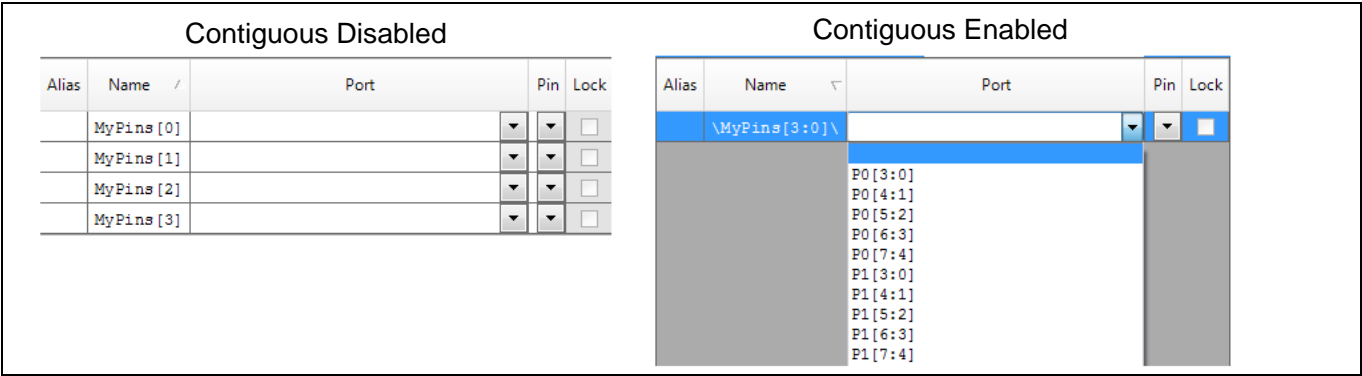 Contiguous Disabled
Alias Name Port Pin Lock
MyPins[0]
MyPins[1]
MyPins[2]
MyPins[3]
Contiguous Enabled
Alias Name Port Pin Lock
\MyPins[3:0]\
P0[3:0]
P0[4:1]
P0[5:2]
P0[6:3]
P0[7:4]
P1[3:0]
P1[4:1]
P1[5:2]
P1[6:3]
P1[7:4]